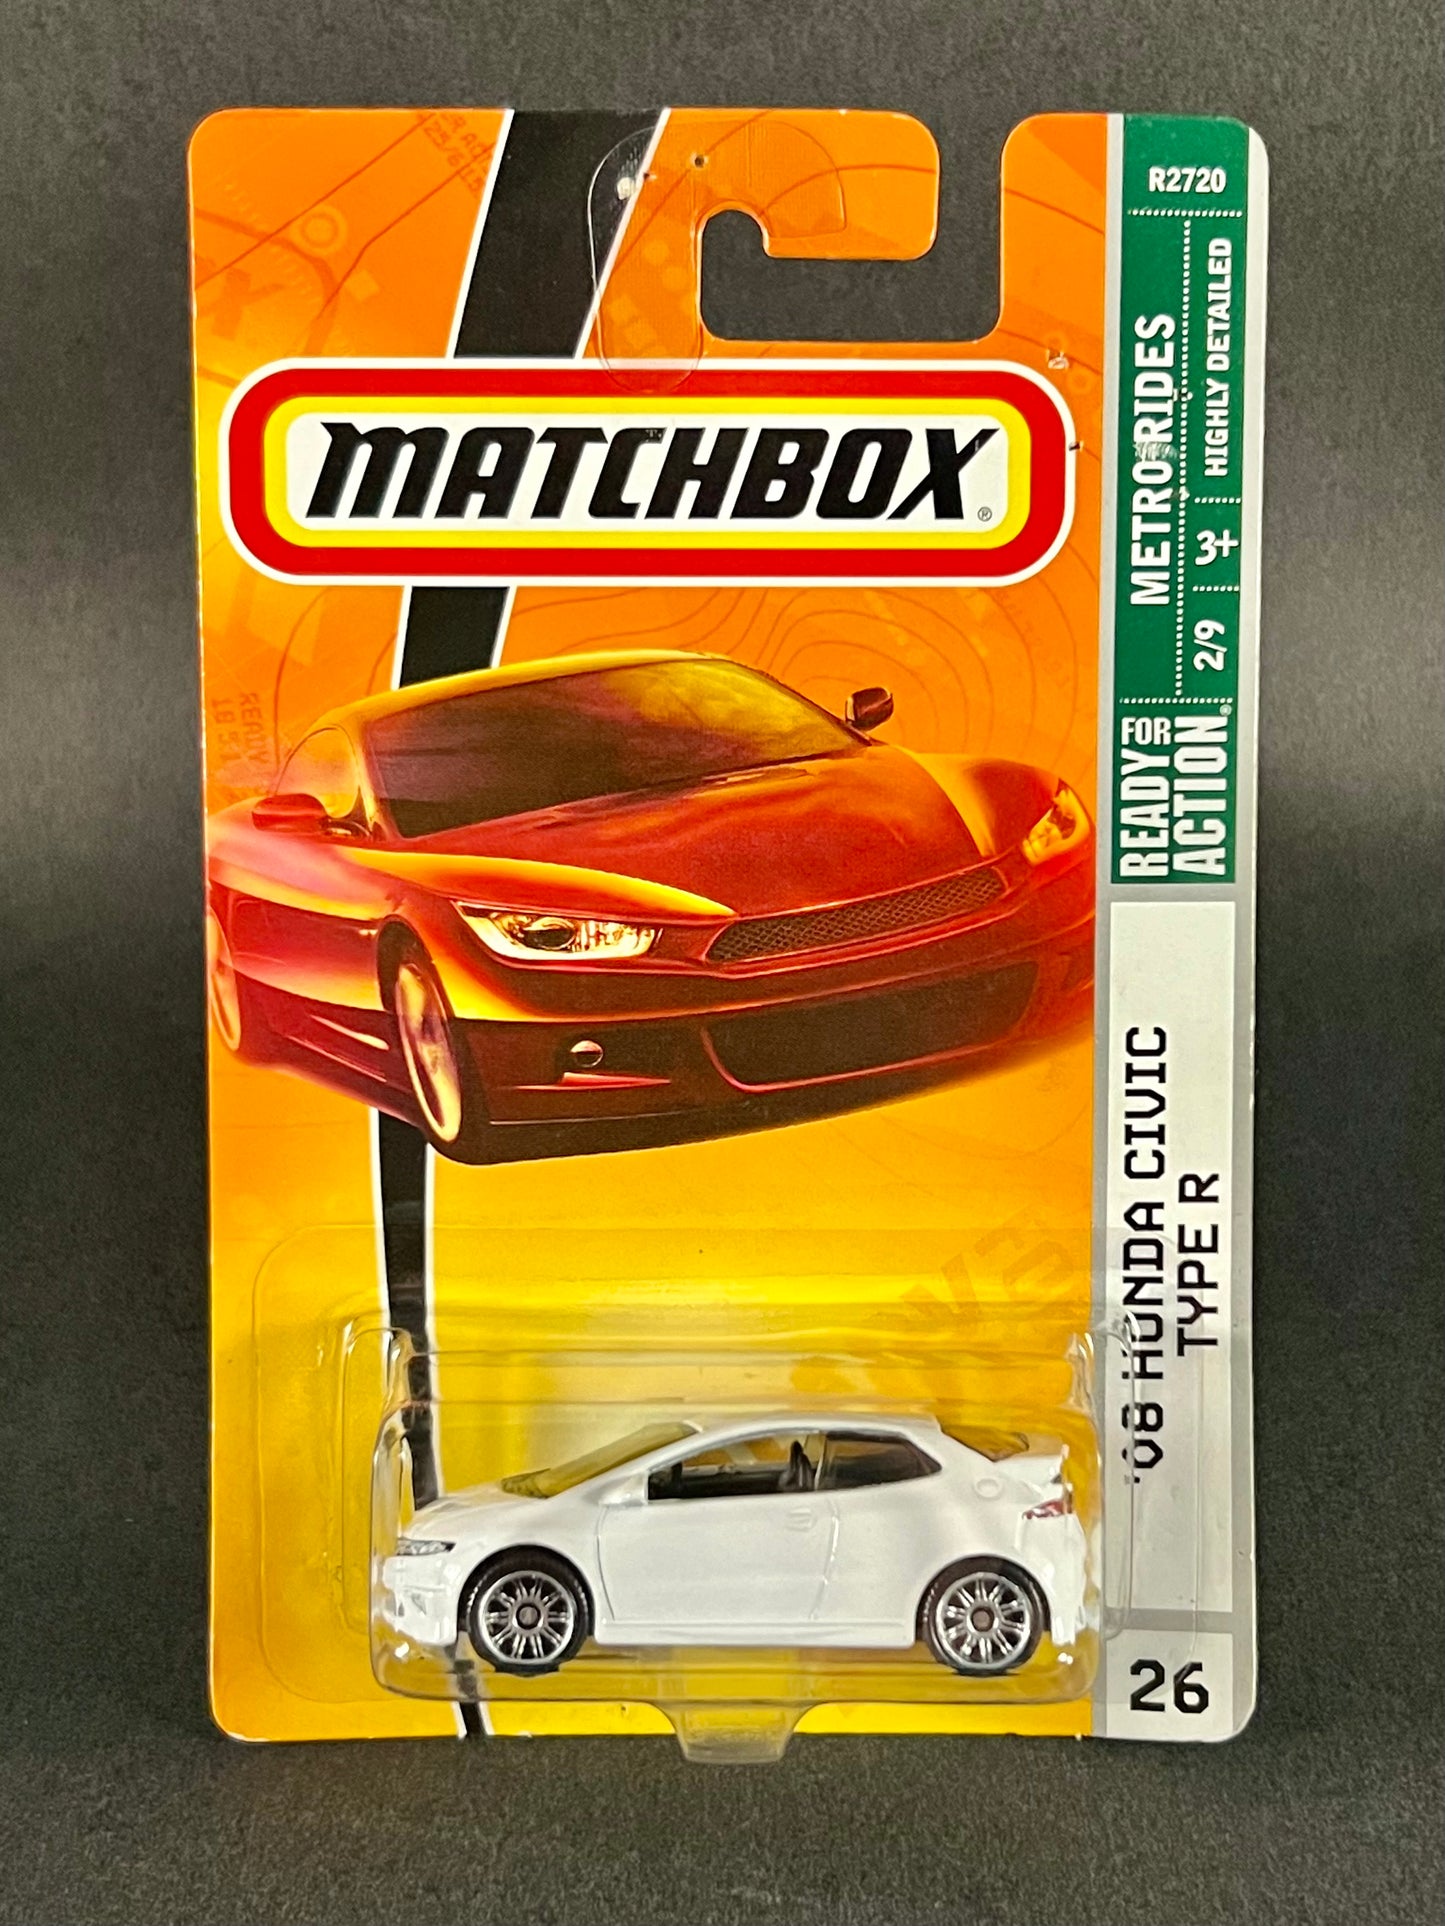 MATCHBOX®
R2720
METRO RIDES
HIGHLY DETAILED
3+
2/9
READY FOR
ACTION®
'08 HONDA CIVIC
TYPE R
26